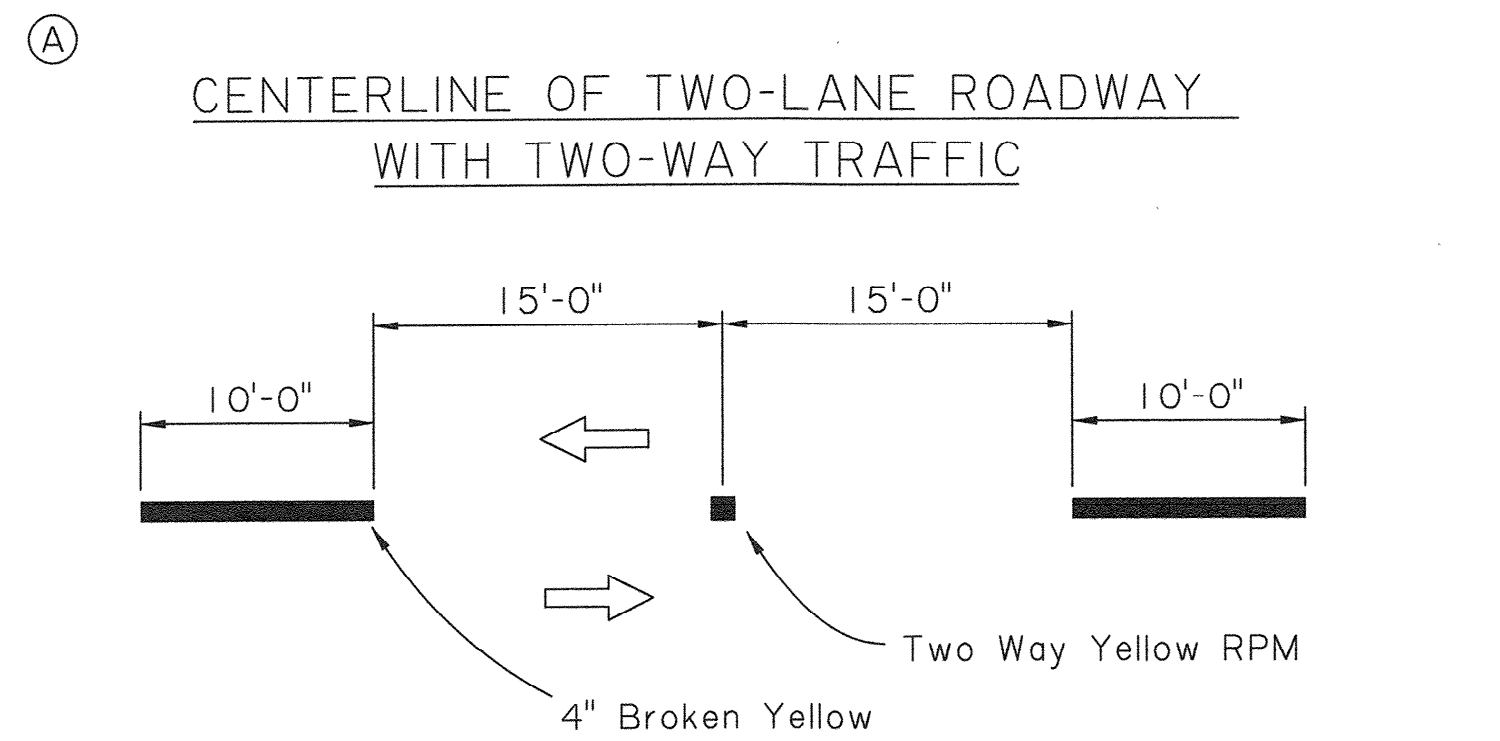 A
CENTERLINE OF TWO-LANE ROADWAY
WITH TWO-WAY TRAFFIC
15'-0" 15'-0"
10'-0" 10'-0"
Two Way Yellow RPM
4" Broken Yellow